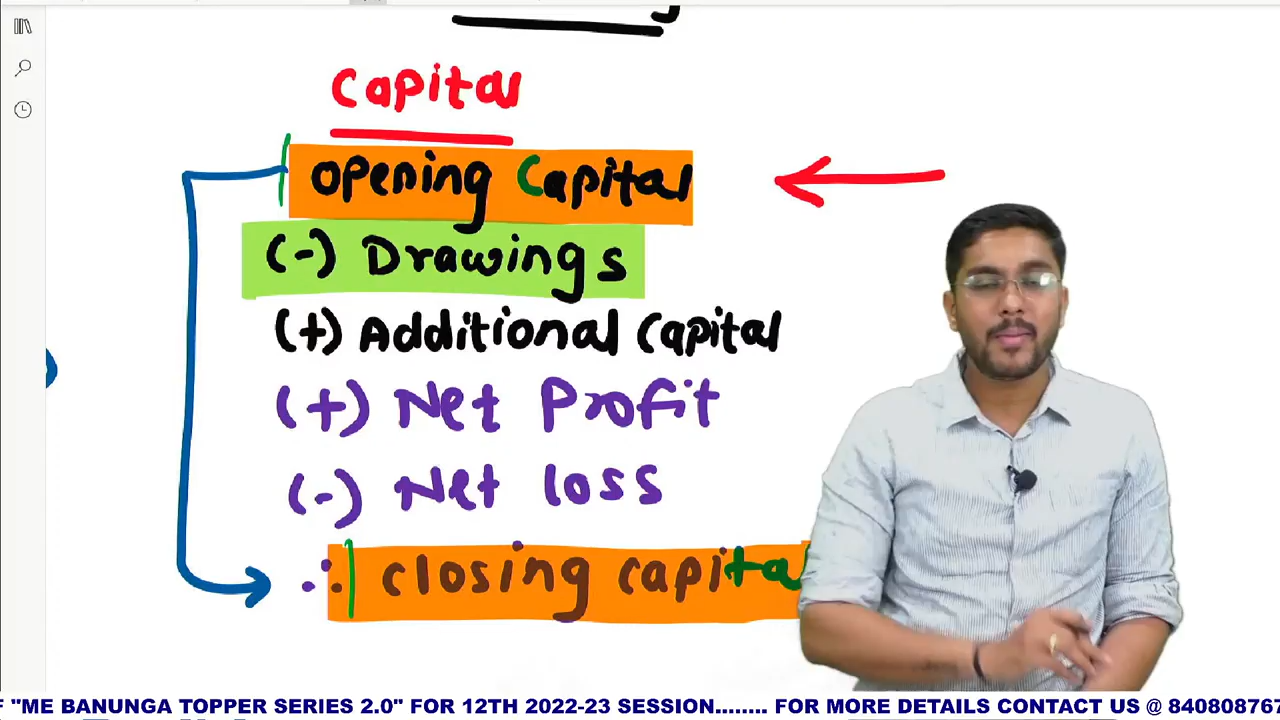 Capital
Opening Capital
(-) Drawings
(+) Additional Capital
(+) Net Profit
(-) Net loss
∴ closing capital
"ME BANUNGA TOPPER SERIES 2.0" FOR 12TH 2022-23 SESSION........ FOR MORE DETAILS CONTACT US @ 840808767